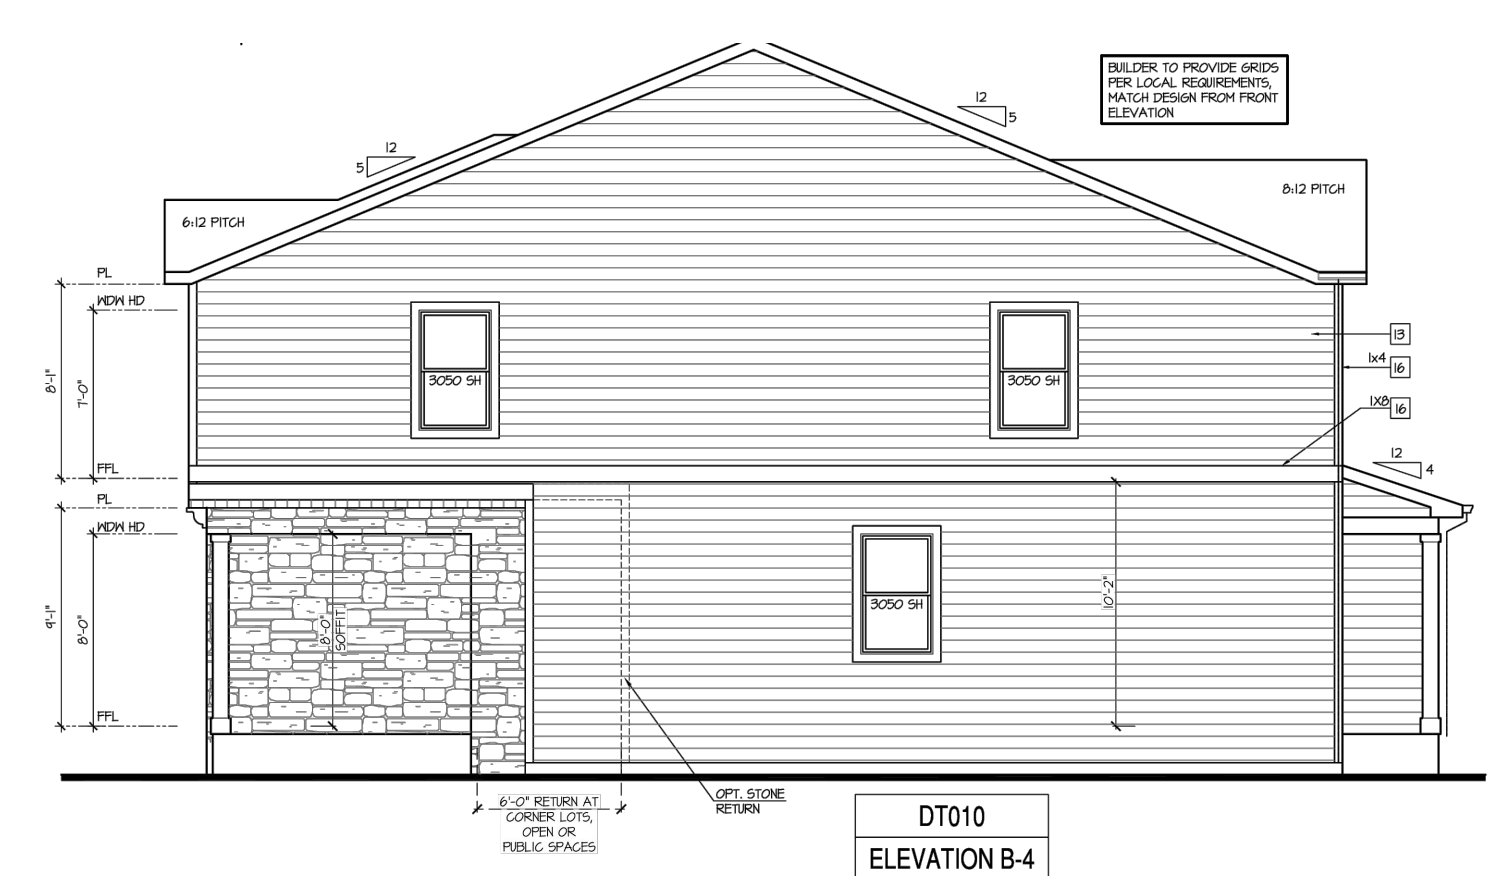 BUILDER TO PROVIDE GRIDS
PER LOCAL REQUIREMENTS,
MATCH DESIGN FROM FRONT
ELEVATION
12
5
12
5
8:12 PITCH
6:12 PITCH
PL
WDW HD
8'-1"
7'-0"
3050 SH
3050 SH
13
1x4
16
1X8
16
12
4
FFL
PL
WDW HD
9'-1"
8'-0"
8'-0"
SOFFIT
3050 SH
10'-2"
FFL
OPT. STONE
RETURN
6'-0" RETURN AT
CORNER LOTS,
OPEN OR
PUBLIC SPACES
DT010
ELEVATION B-4